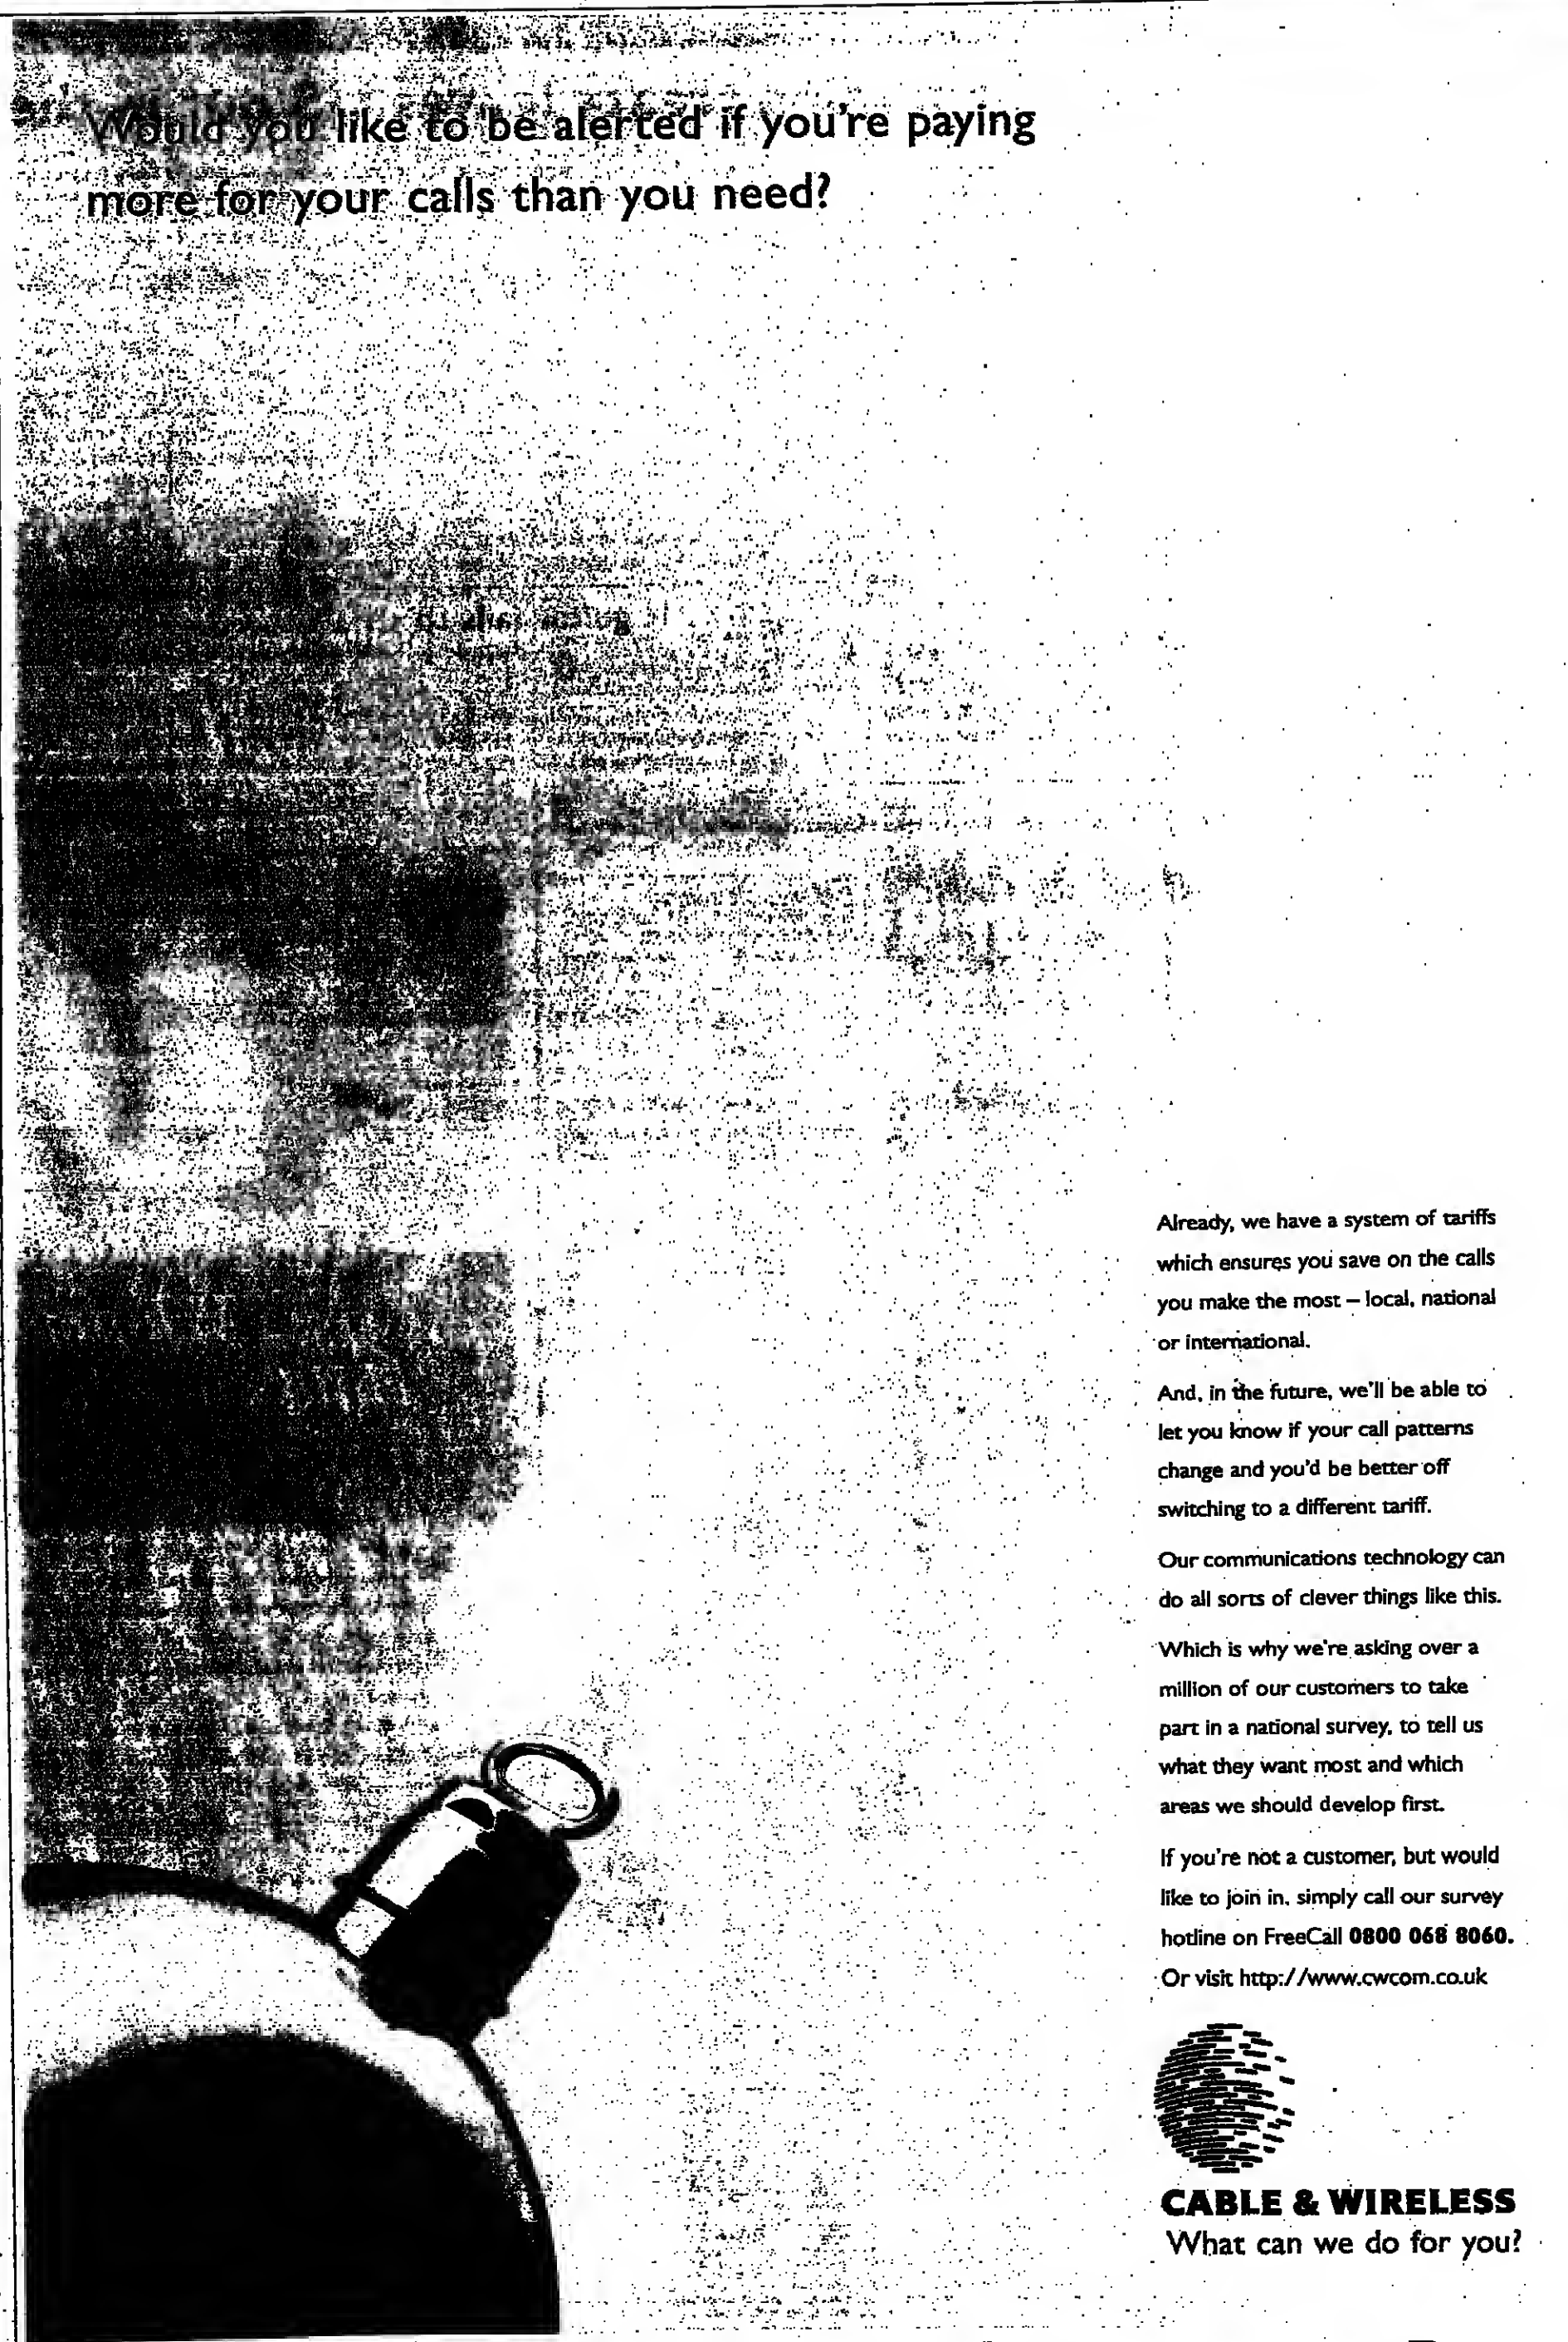 Would you like to be alerted if you're paying
more for your calls than you need?
Already, we have a system of tariffs
which ensures you save on the calls
you make the most – local, national
or international.
And, in the future, we'll be able to
let you know if your call patterns
change and you'd be better off
switching to a different tariff.
Our communications technology can
do all sorts of clever things like this.
Which is why we're asking over a
million of our customers to take
part in a national survey, to tell us
what they want most and which
areas we should develop first.
If you're not a customer, but would
like to join in, simply call our survey
hotline on FreeCall 0800 068 8060.
Or visit http://www.cwcom.co.uk
CABLE & WIRELESS
What can we do for you?